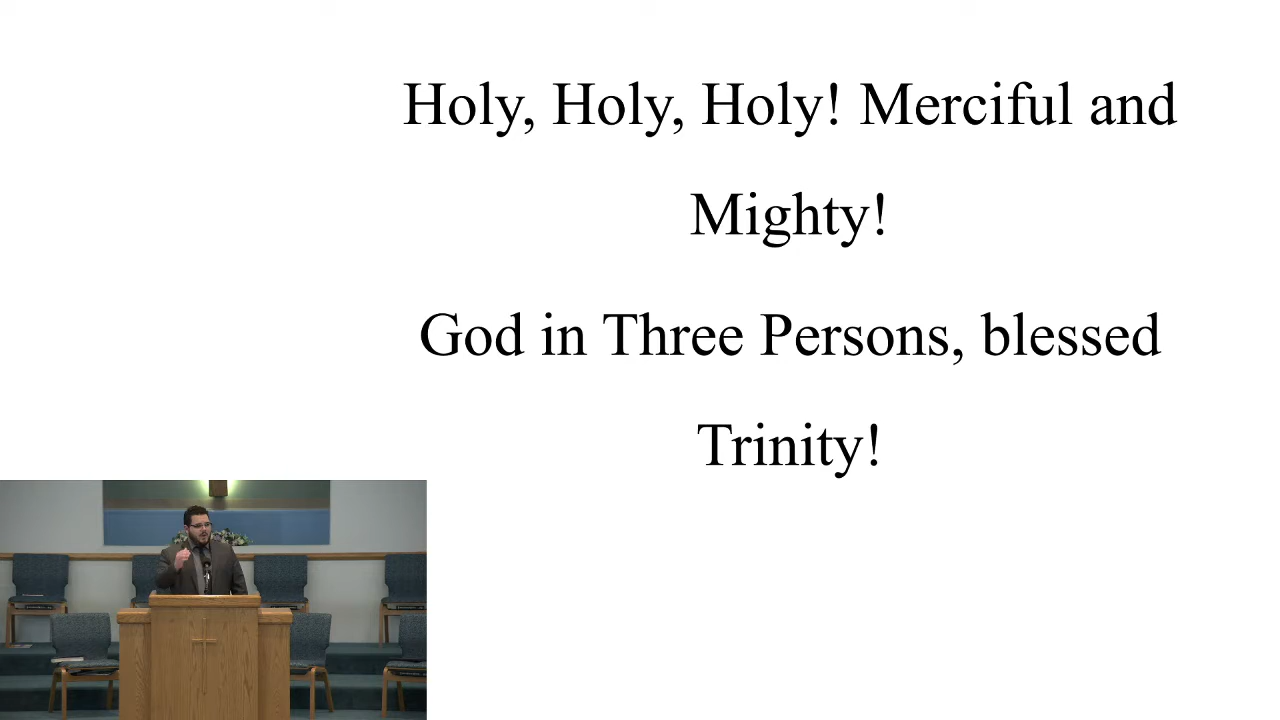 Holy, Holy, Holy! Merciful and
Mighty!
God in Three Persons, blessed
Trinity!